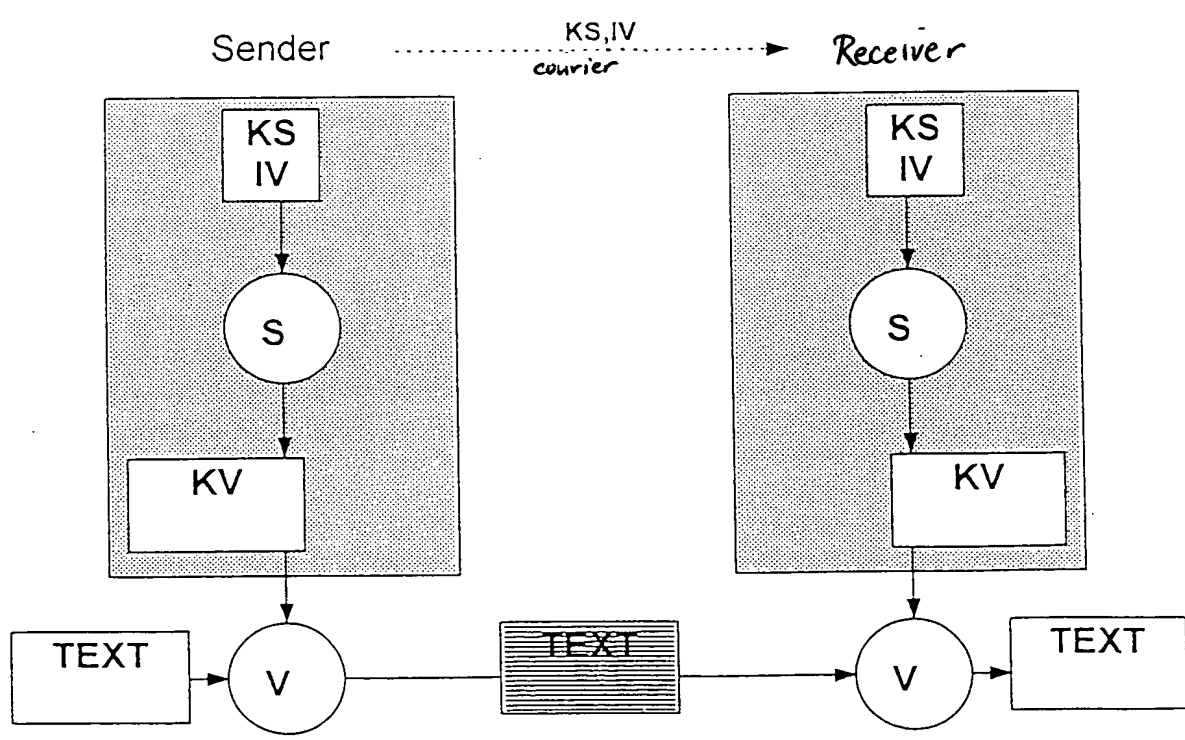 Sender
KS,IV
courier
Receiver
KS
IV
KS
IV
S
S
KV
KV
TEXT
V
TEXT
V
TEXT